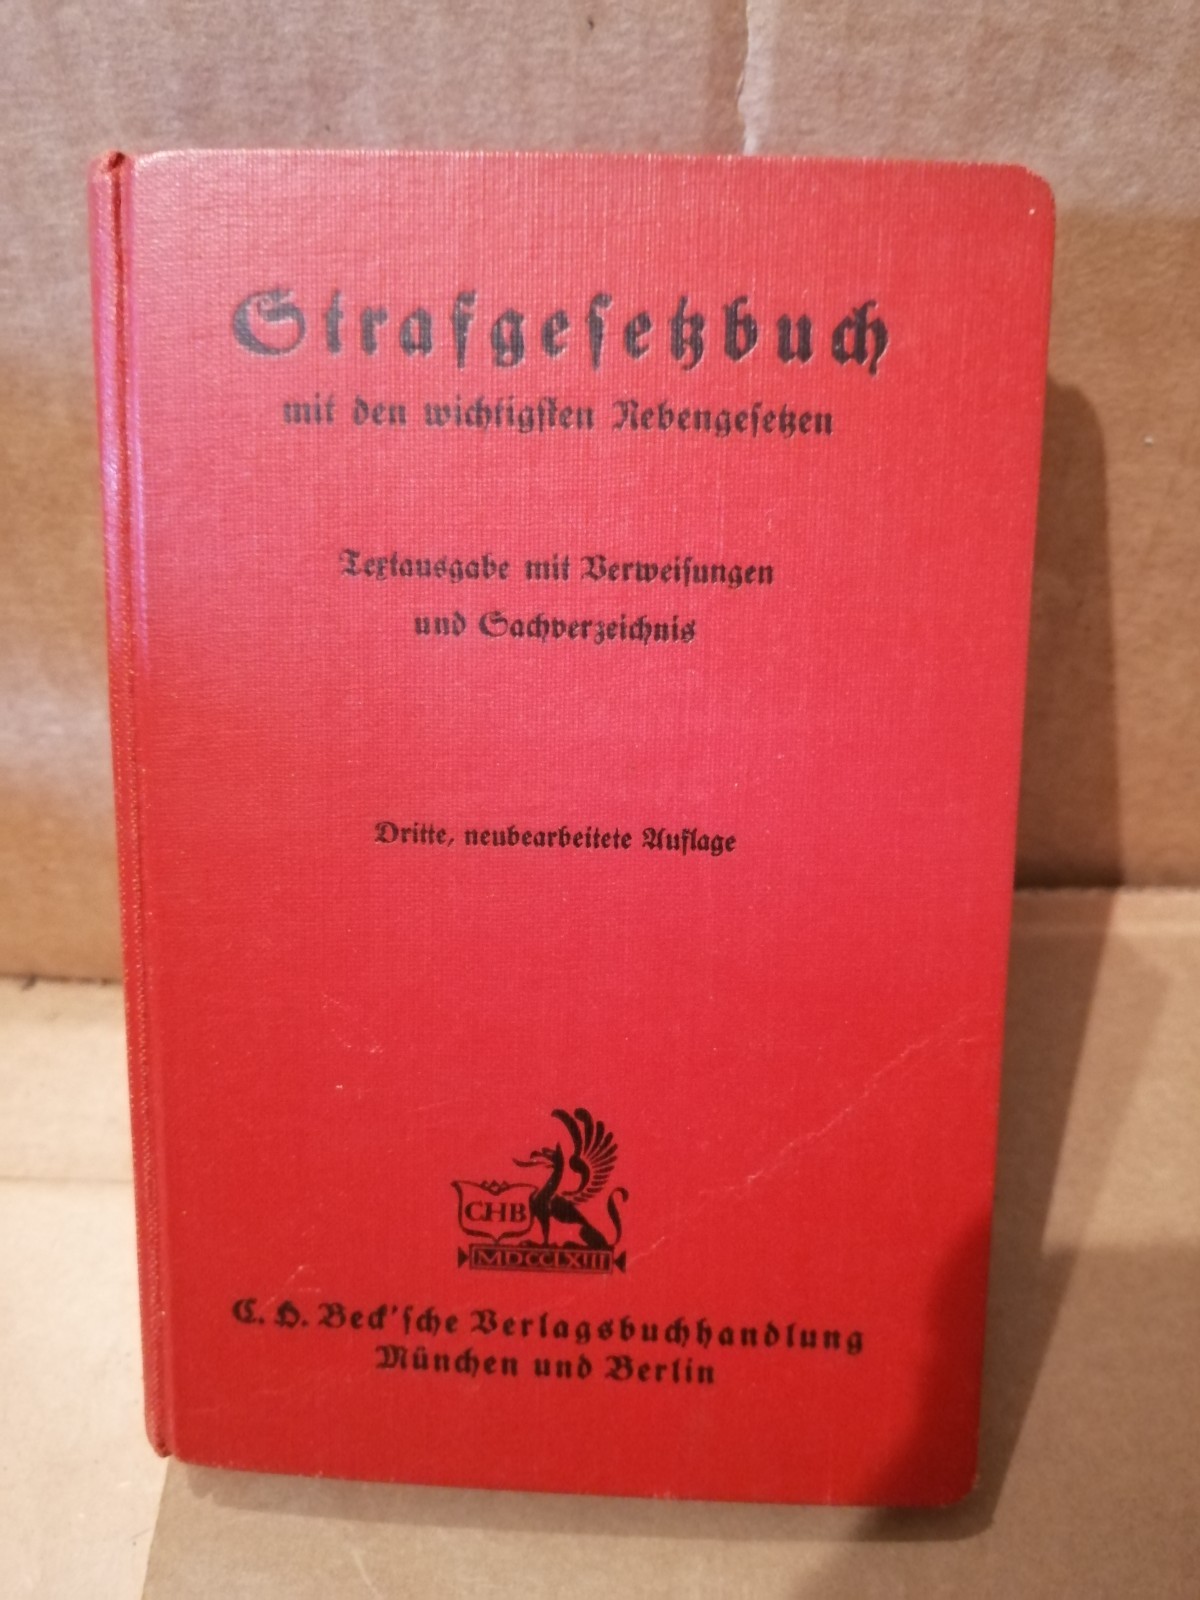 Strafgesetzbuch
mit den wichtigsten Nebengesetzen
Textausgabe mit Verweisungen
und Sachverzeichnis
Dritte, neubearbeitete Auflage
CHB
MDCCLXIII
C. H. Beck'sche Verlagsbuchhandlung
München und Berlin